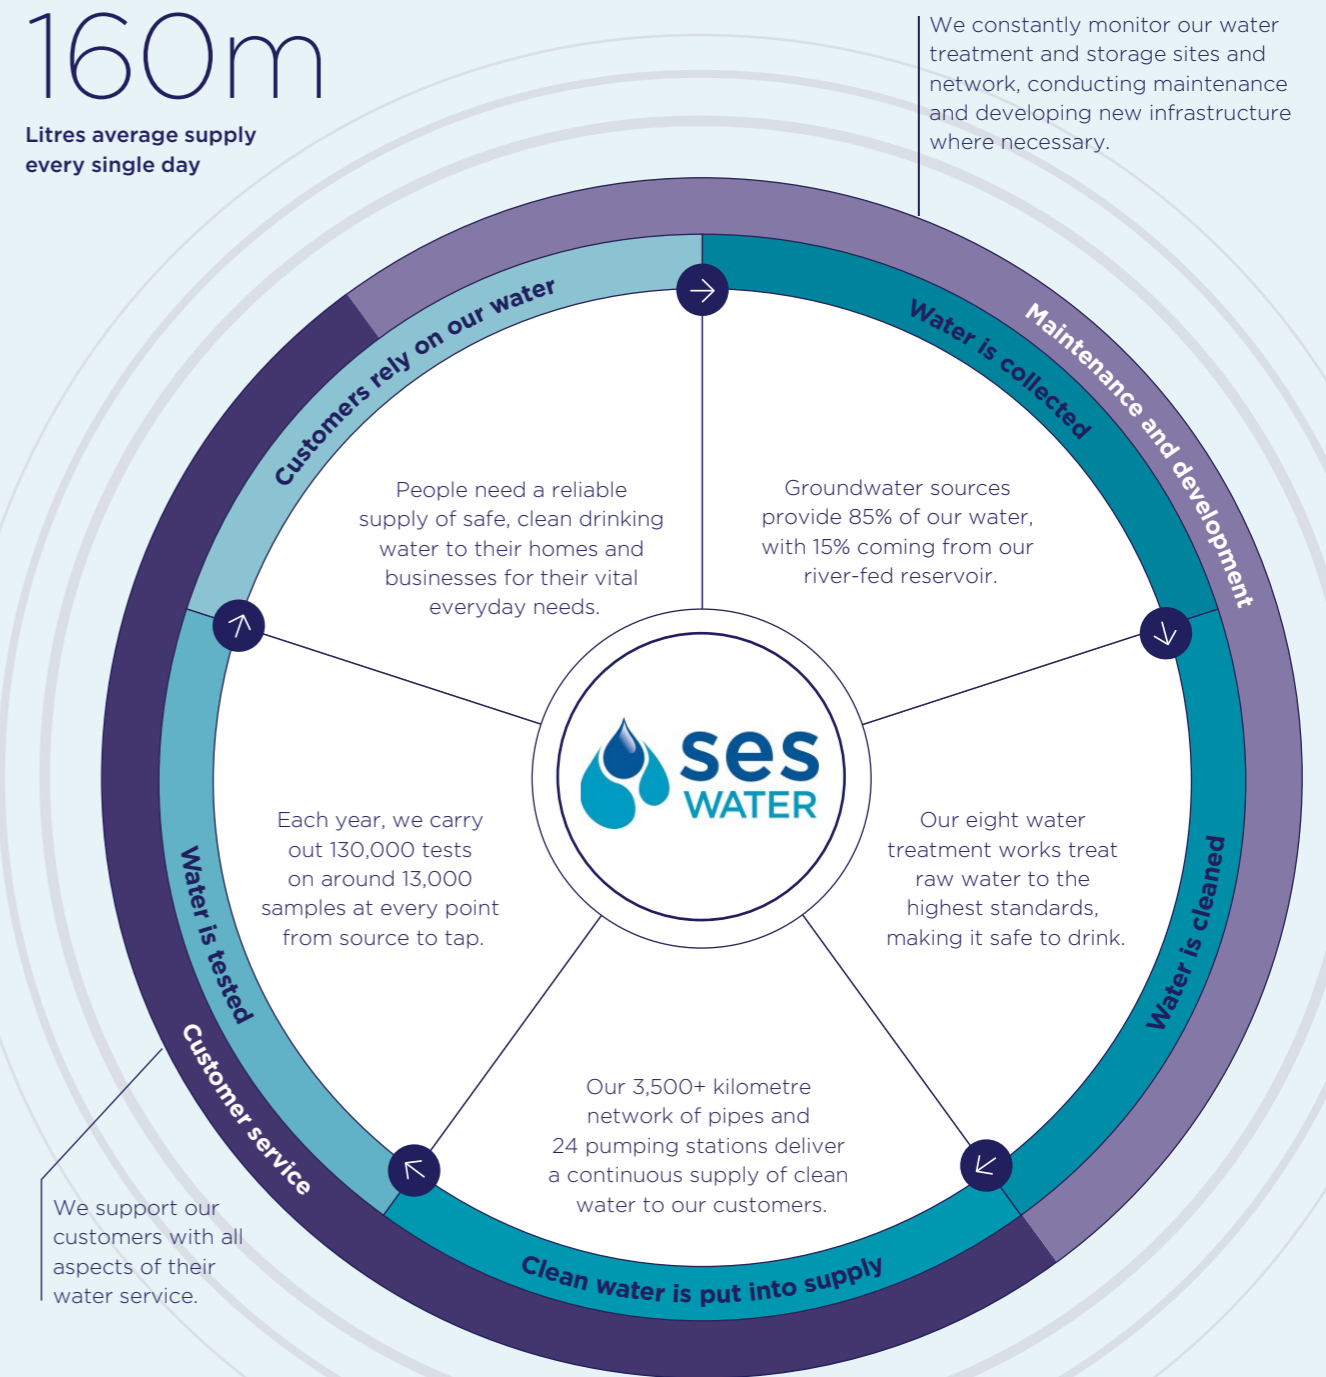 160m
Litres average supply
every single day
We constantly monitor our water
treatment and storage sites and
network, conducting maintenance
and developing new infrastructure
where necessary.
Maintenance and development
Water is collected
Groundwater sources
provide 85% of our water,
with 15% coming from our
river-fed reservoir.
Water is cleaned
Our eight water
treatment works treat
raw water to the
highest standards,
making it safe to drink.
Clean water is put into supply
Our 3,500+ kilometre
network of pipes and
24 pumping stations deliver
a continuous supply of clean
water to our customers.
Water is tested
Each year, we carry
out 130,000 tests
on around 13,000
samples at every point
from source to tap.
Customers rely on our water
People need a reliable
supply of safe, clean drinking
water to their homes and
businesses for their vital
everyday needs.
ses
WATER
Customer service
We support our
customers with all
aspects of their
water service.